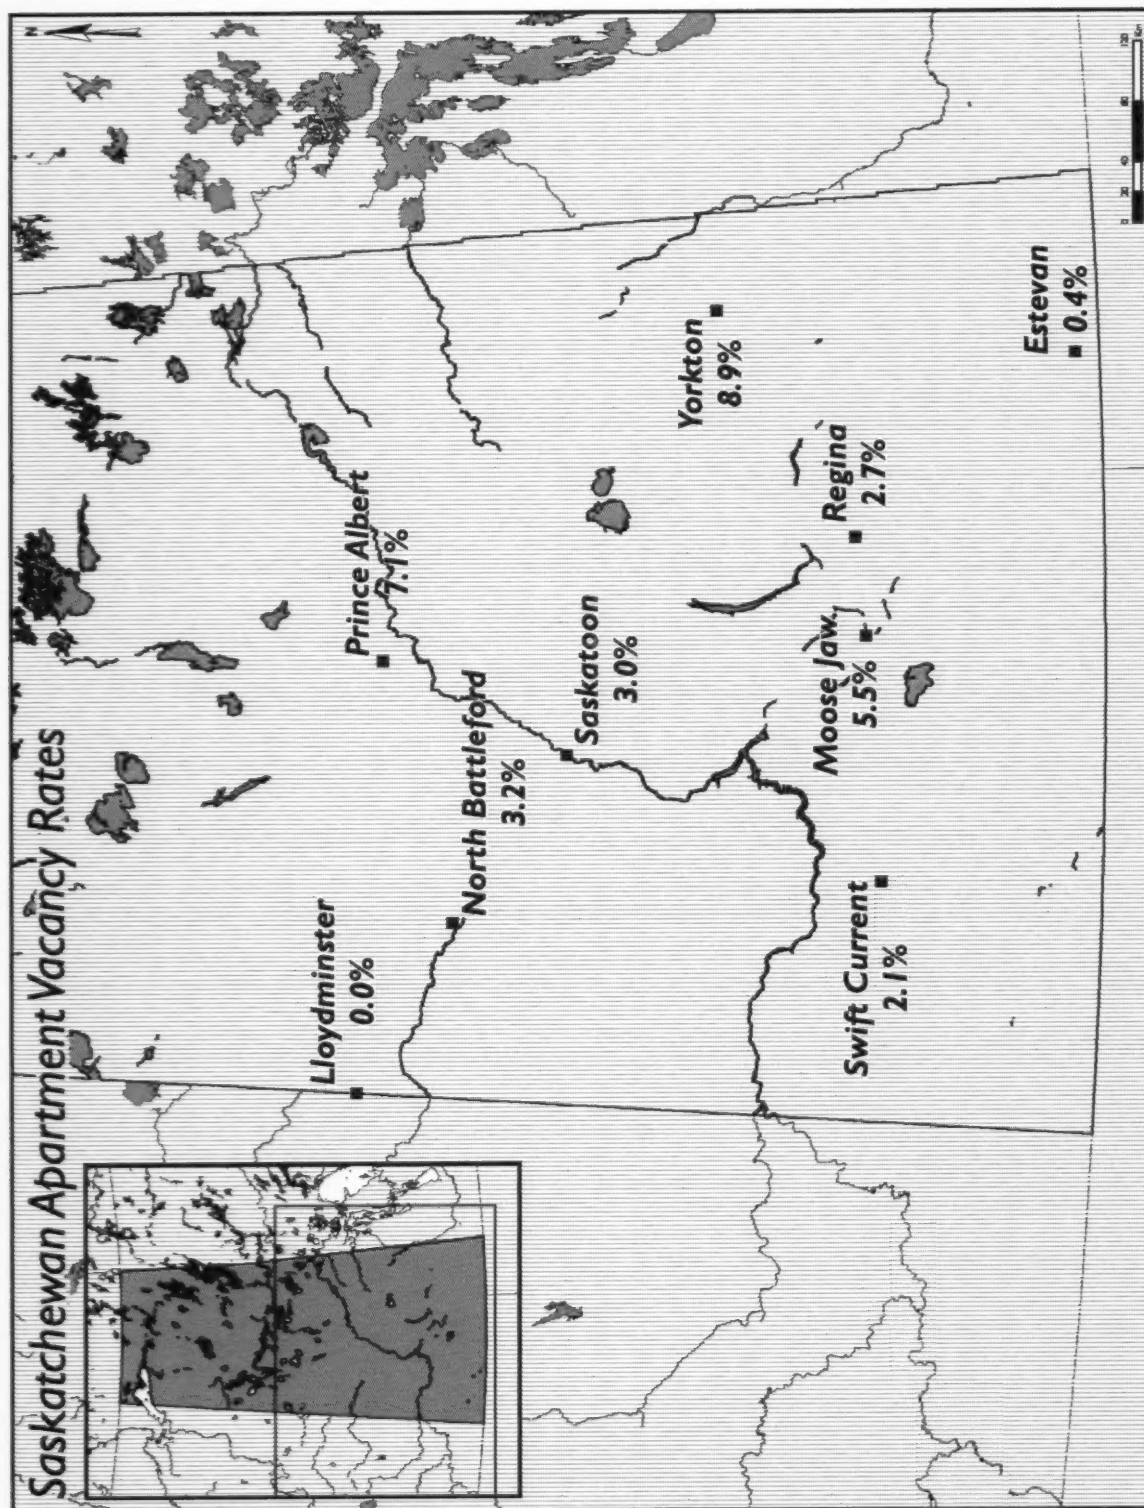 Saskatchewan Apartment Vacancy Rates
N
Lloydminster
0.0%
Prince Albert
7.1%
North Battleford
3.2%
Saskatoon
3.0%
Yorkton
8.9%
Swift Current
2.1%
Moose Jaw
5.5%
Regina
2.7%
Estevan
0.4%